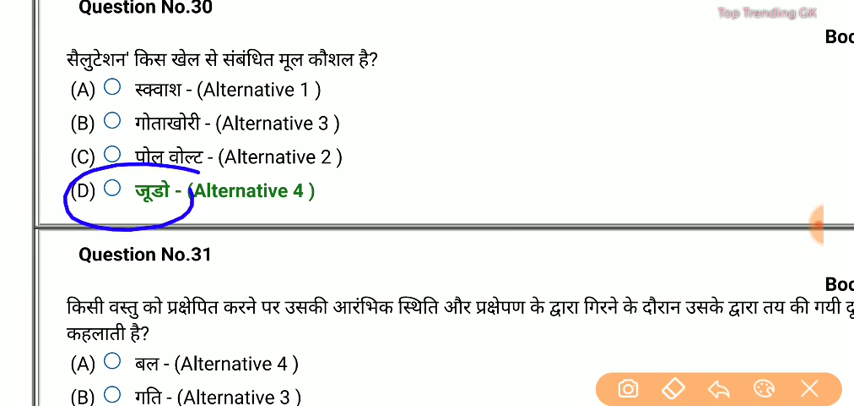 Question No.30
Top Trending GK
Boo
सैलुटेशन' किस खेल से संबंधित मूल कौशल है?
(A) स्क्वाश - (Alternative 1 )
(B) गोताखोरी - (Alternative 3 )
(C) पोल वोल्ट - (Alternative 2 )
(D) जूडो - (Alternative 4 )
Question No.31
Boo
किसी वस्तु को प्रक्षेपित करने पर उसकी आरंभिक स्थिति और प्रक्षेपण के द्वारा गिरने के दौरान उसके द्वारा तय की गयी
कहलाती है?
(A) बल - (Alternative 4 )
(B) गति - (Alternative 3 )